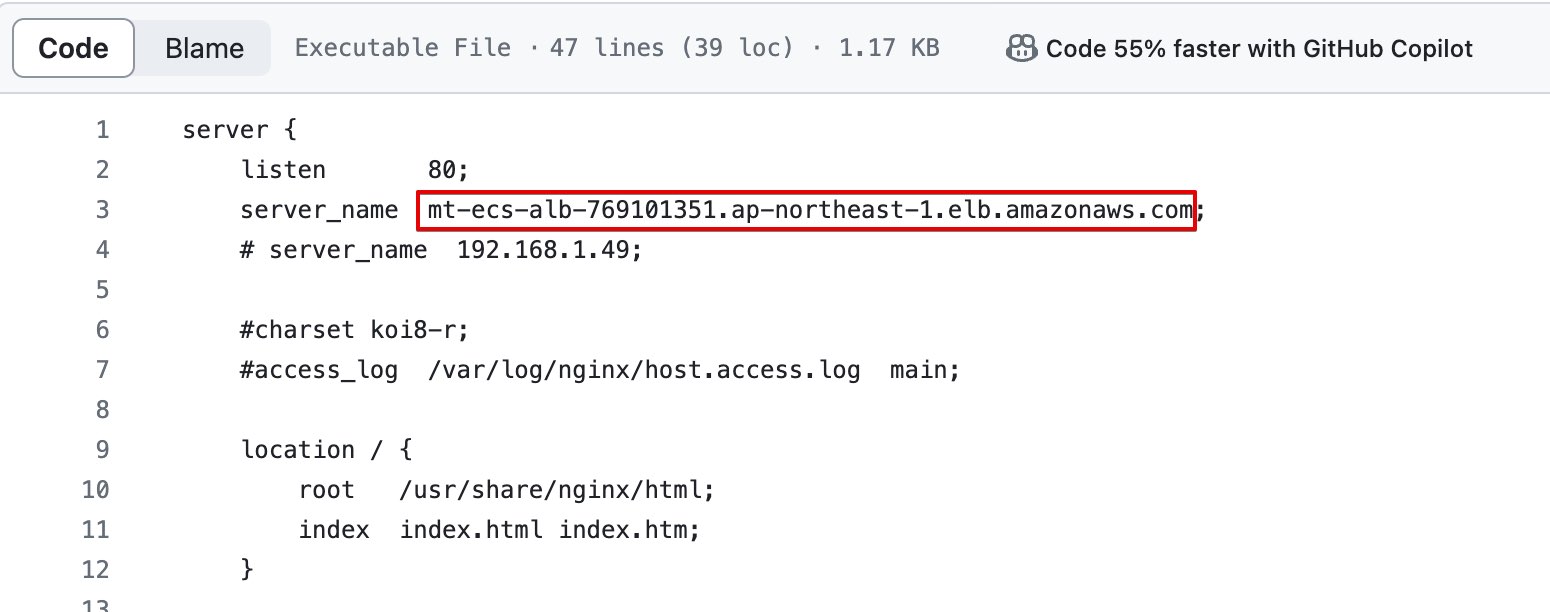 Code Blame Executable File · 47 lines (39 loc) · 1.17 KB Code 55% faster with GitHub Copilot
1 server {
2 listen 80;
3 server_name mt-ecs-alb-769101351.ap-northeast-1.elb.amazonaws.com;
4 # server_name 192.168.1.49;
5
6 #charset koi8-r;
7 #access_log /var/log/nginx/host.access.log main;
8
9 location / {
10 root /usr/share/nginx/html;
11 index index.html index.htm;
12 }
13